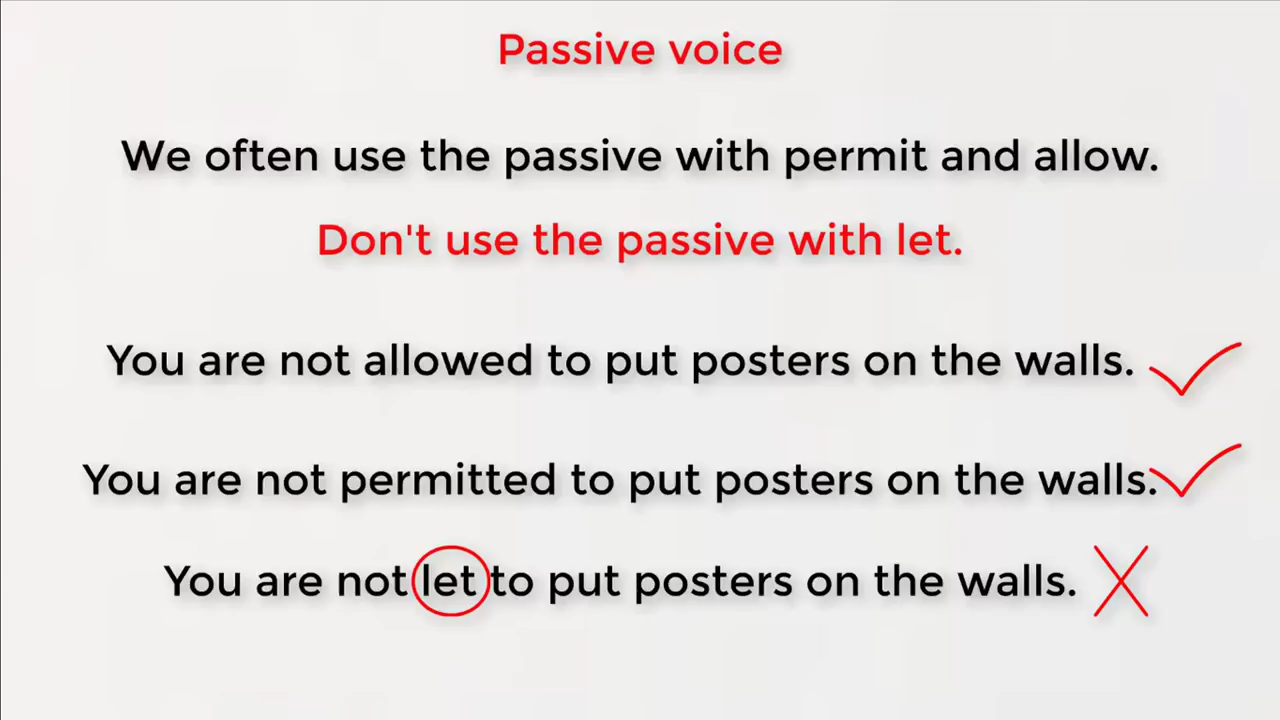 Passive voice
We often use the passive with permit and allow.
Don't use the passive with let.
You are not allowed to put posters on the walls.
You are not permitted to put posters on the walls.
You are not let to put posters on the walls.